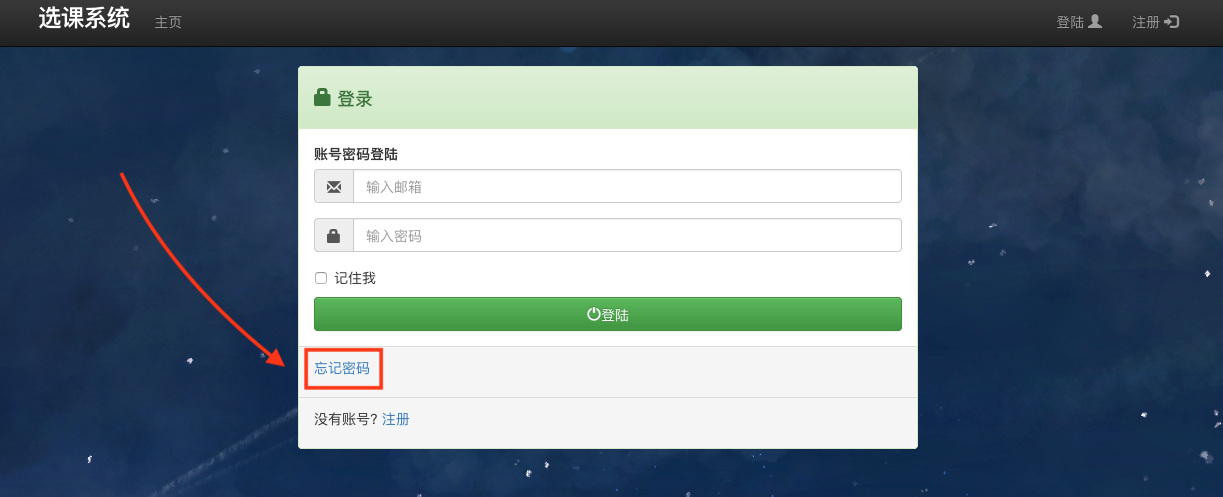 选课系统 主页 登陆 注册
登录
账号密码登陆
输入邮箱
输入密码
记住我
登陆
忘记密码
没有账号? 注册